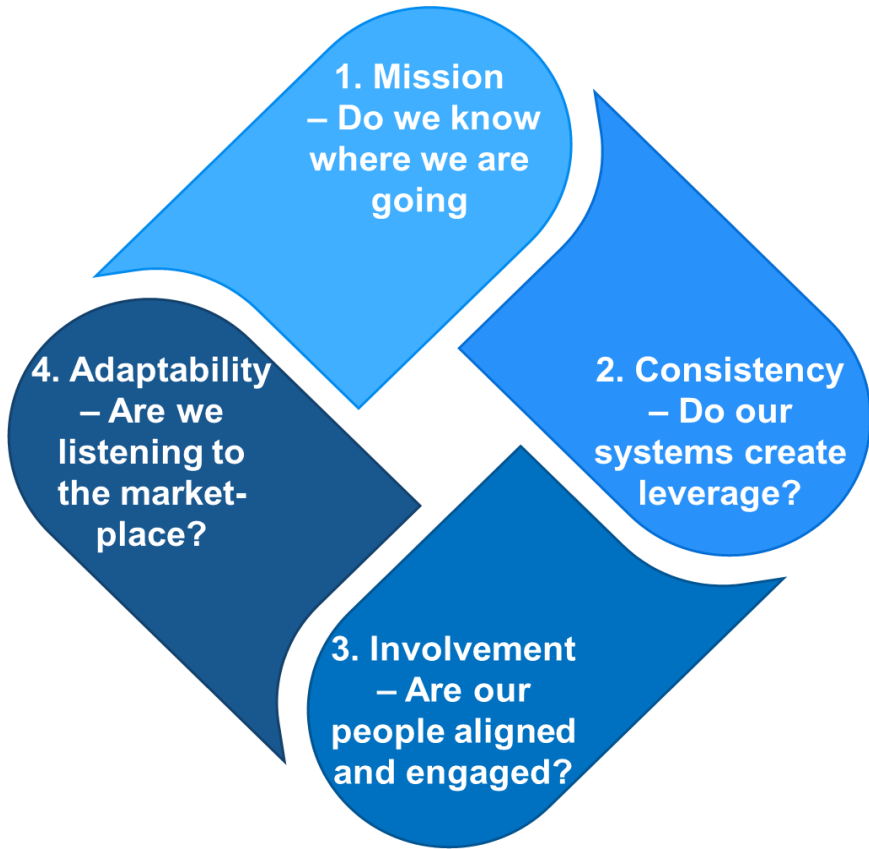 1. Mission
– Do we know
where we are
going
2. Consistency
– Do our
systems create
leverage?
3. Involvement
– Are our
people aligned
and engaged?
4. Adaptability
– Are we
listening to
the market-
place?